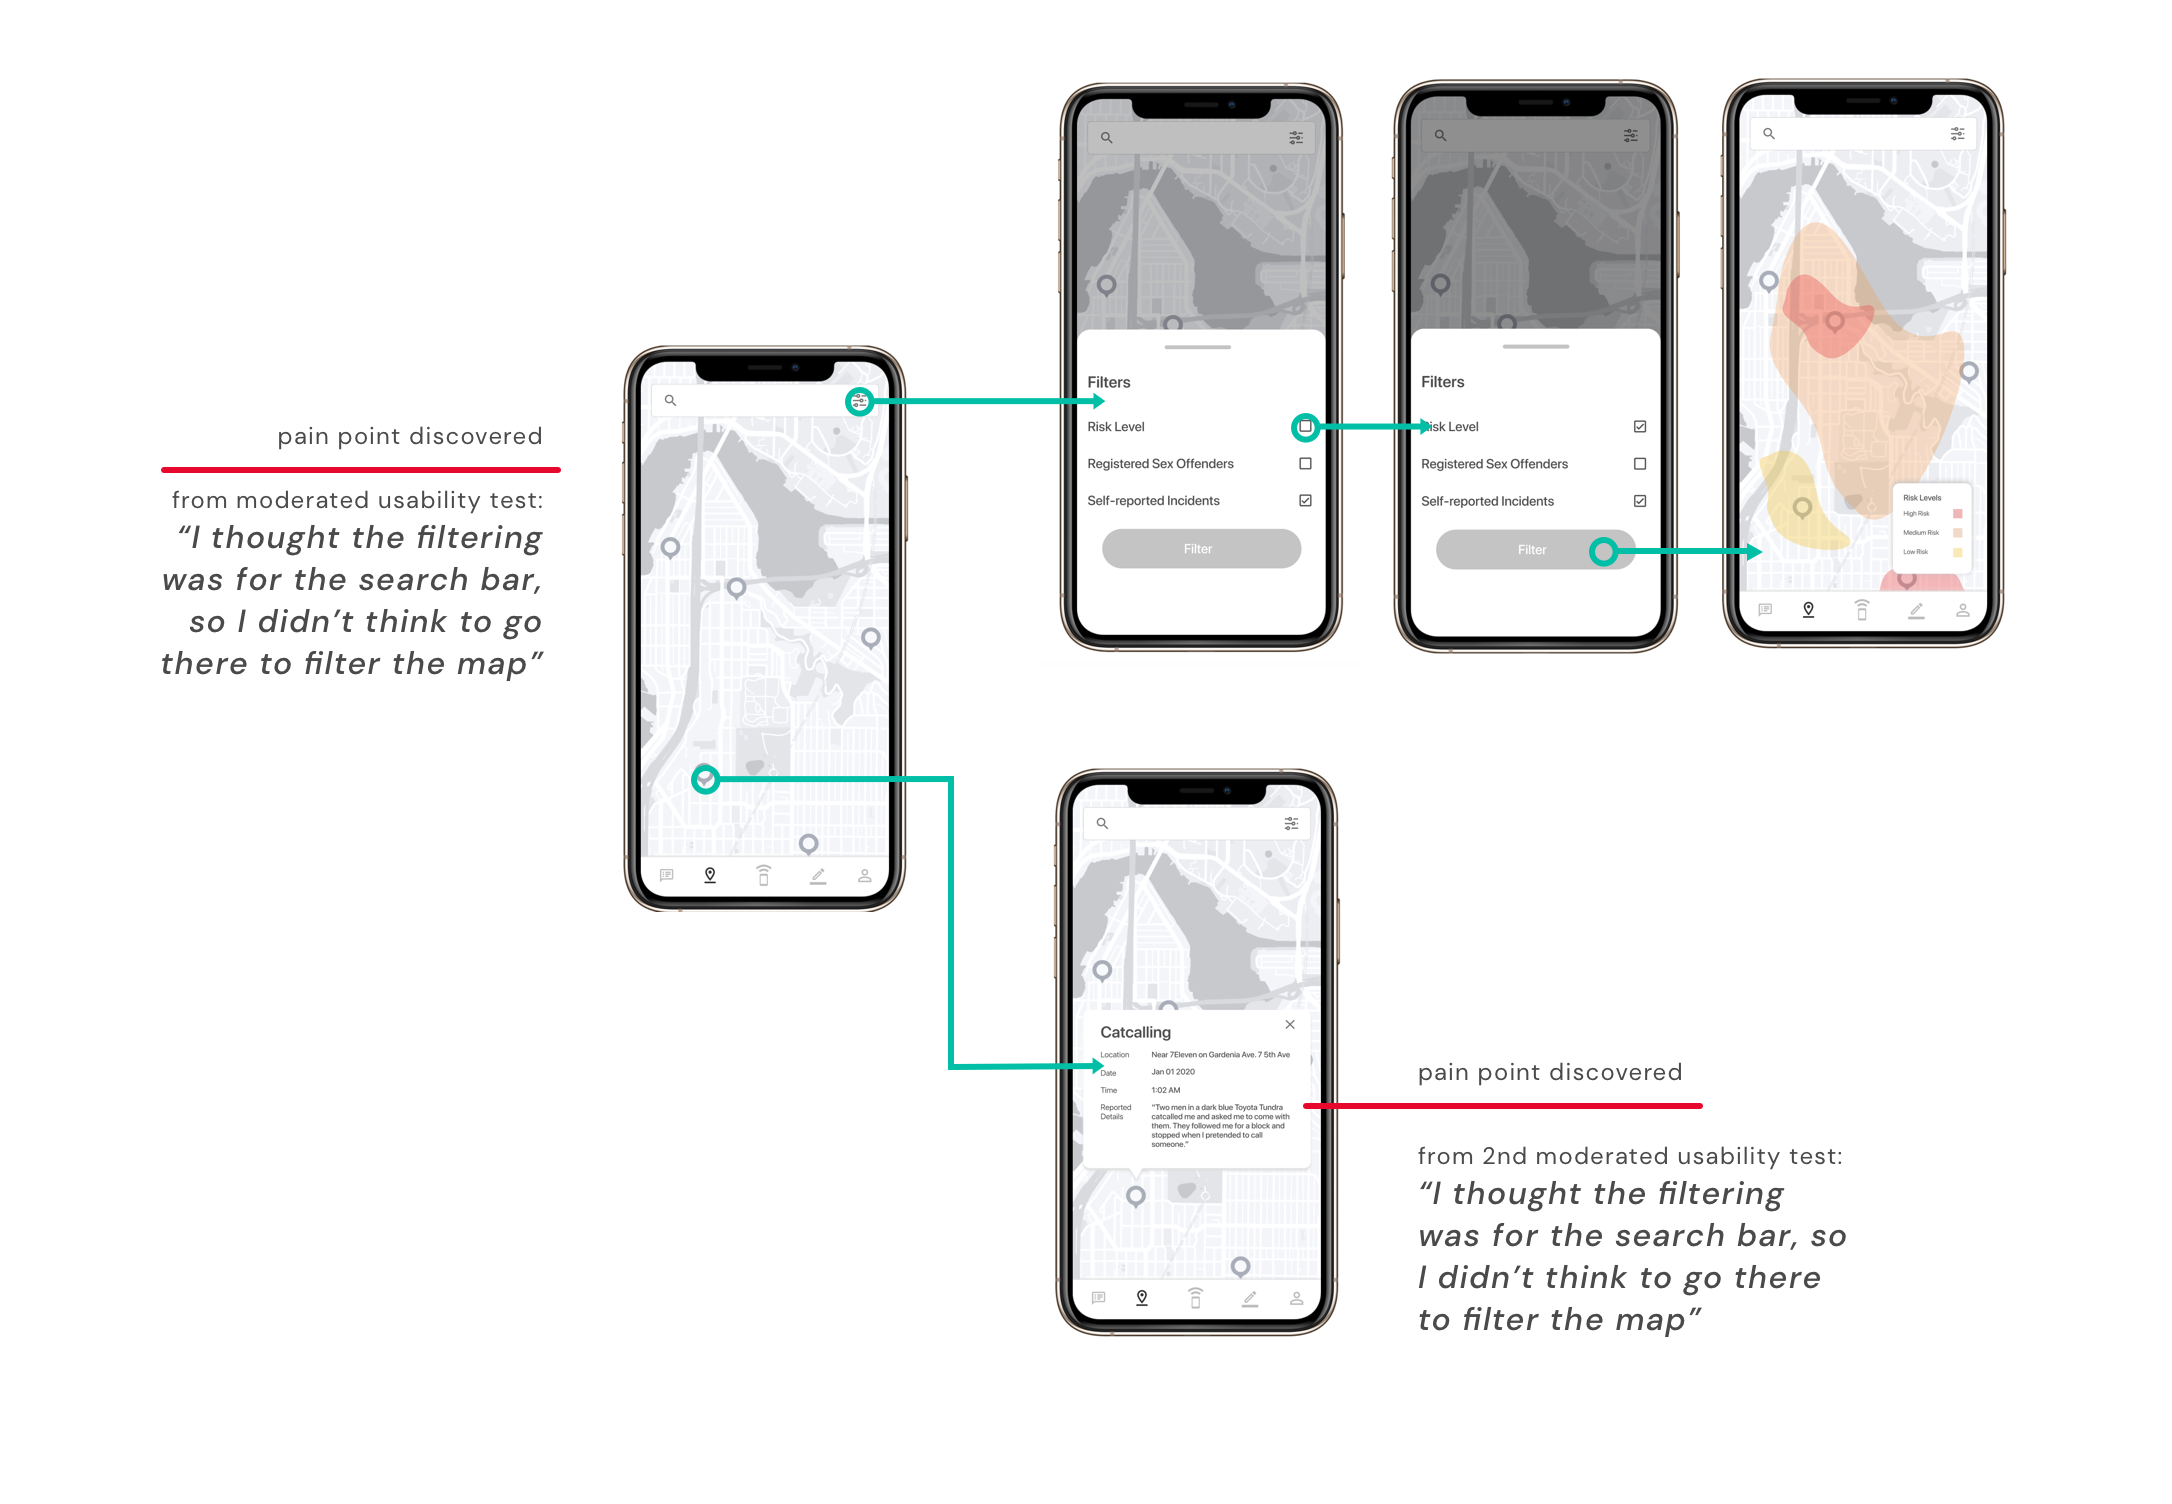 pain point discovered
from moderated usability test:
“I thought the filtering
was for the search bar,
so I didn’t think to go
there to filter the map”
Filters
Risk Level
Registered Sex Offenders
Self-reported Incidents
Filter
Filters
isk Level
Registered Sex Offenders
Self-reported Incidents
Filter
Risk Levels
High Risk
Medium Risk
Low Risk
Catcalling
Location Near 7Eleven on Gardenia Ave. 7 5th Ave
Date Jan 01 2020
Time 1:02 AM
Reported Details
“Two men in a dark blue Toyota Tundra
catcalled me and asked me to come with
them. They followed me for a block and
stopped when I pretended to call
someone.”
pain point discovered
from 2nd moderated usability test:
“I thought the filtering
was for the search bar, so
I didn’t think to go there
to filter the map”